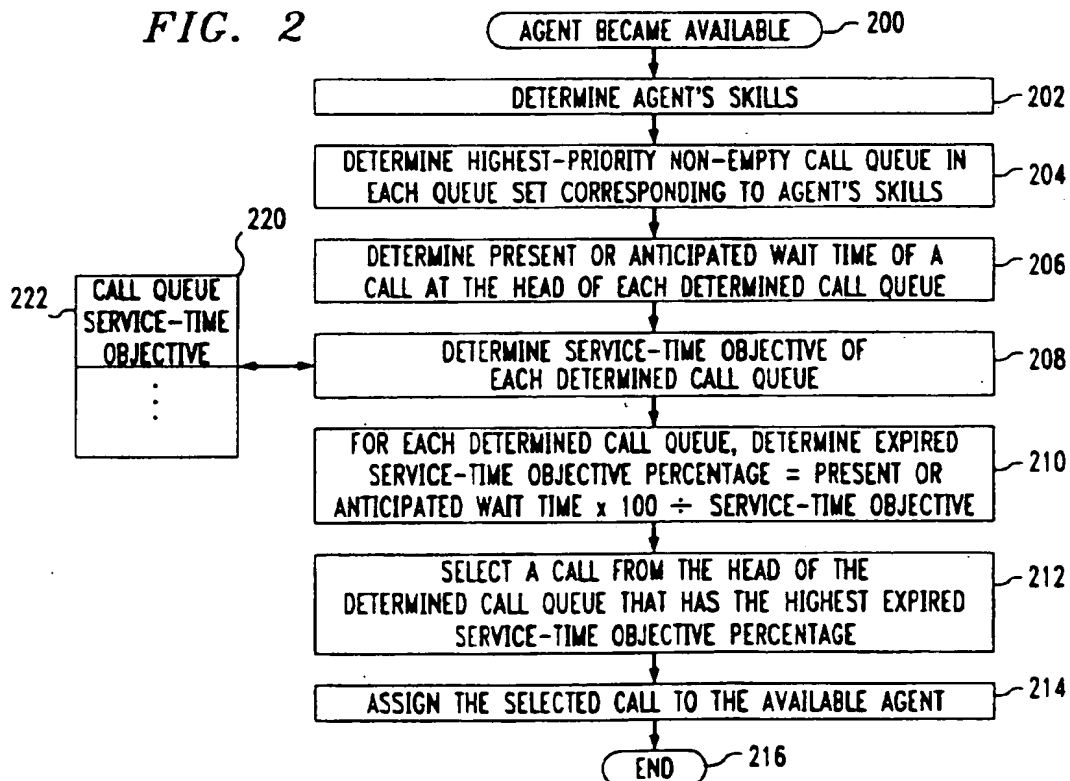 FIG. 2
AGENT BECAME AVAILABLE
200
DETERMINE AGENT'S SKILLS
202
DETERMINE HIGHEST-PRIORITY NON-EMPTY CALL QUEUE IN
EACH QUEUE SET CORRESPONDING TO AGENT'S SKILLS
204
DETERMINE PRESENT OR ANTICIPATED WAIT TIME OF A
CALL AT THE HEAD OF EACH DETERMINED CALL QUEUE
206
220
222
CALL QUEUE
SERVICE-TIME
OBJECTIVE
DETERMINE SERVICE-TIME OBJECTIVE OF
EACH DETERMINED CALL QUEUE
208
FOR EACH DETERMINED CALL QUEUE, DETERMINE EXPIRED
SERVICE-TIME OBJECTIVE PERCENTAGE = PRESENT OR
ANTICIPATED WAIT TIME x 100 ÷ SERVICE-TIME OBJECTIVE
210
SELECT A CALL FROM THE HEAD OF THE
DETERMINED CALL QUEUE THAT HAS THE HIGHEST EXPIRED
SERVICE-TIME OBJECTIVE PERCENTAGE
212
ASSIGN THE SELECTED CALL TO THE AVAILABLE AGENT
214
END
216